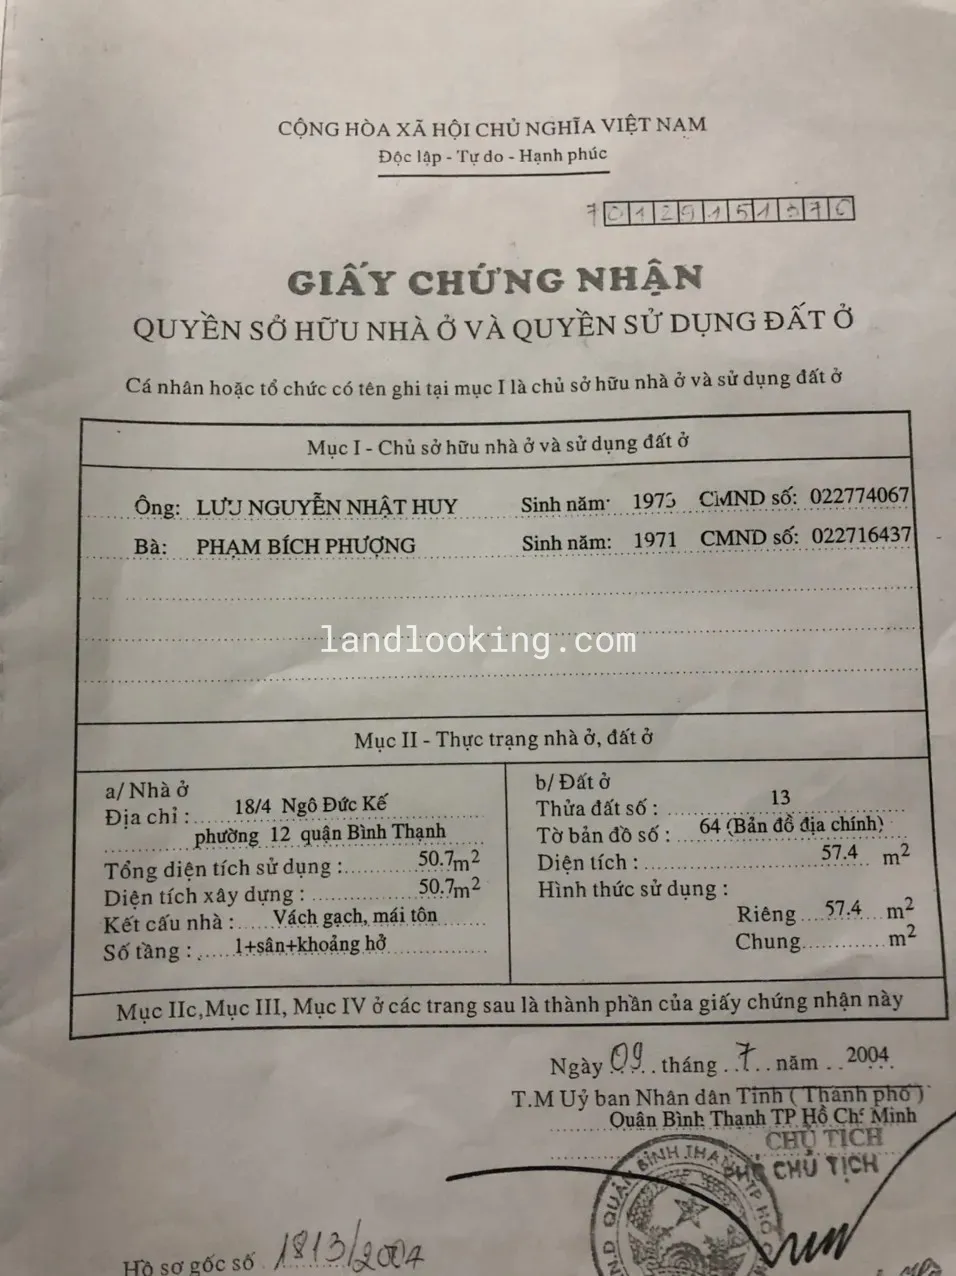 CỘNG HÒA XÃ HỘI CHỦ NGHĨA VIỆT NAM
Độc lập - Tự do - Hạnh phúc
GIẤY CHỨNG NHẬN
QUYỀN SỞ HỮU NHÀ Ở VÀ QUYỀN SỬ DỤNG ĐẤT Ở
Cá nhân hoặc tổ chức có tên ghi tại mục I là chủ sở hữu nhà ở và sử dụng đất ở
Mục I - Chủ sở hữu nhà ở và sử dụng đất ở
Ông: LƯU NGUYỄN NHẬT HUY Sinh năm: CMND số: 022774067
Bà: PHẠM BÍCH PHƯỢNG Sinh năm: 1971 CMND số: 022716437
landlooking.com
Mục II - Thực trạng nhà ở, đất ở
a/ Nhà ở
Địa chỉ : 18/4 Ngô Đức Kế
phường 12 quận Bình Thạnh
Tổng diện tích sử dụng : 50.7m2
Diện tích xây dựng : 50.7m2
Kết cấu nhà : Vách gạch, mái tôn
Số tầng : 1+sân+khoảng hở
b/ Đất ở
Thửa đất số : 13
Tờ bản đồ số : 64 (Bản đồ địa chính)
Diện tích : 57.4 m2
Hình thức sử dụng :
Riêng 57.4 m2
Chung m2
Mục IIc,Mục III, Mục IV ở các trang sau là thành phần của giấy chứng nhận này
Ngày 09 tháng 7 năm 2004
T.M Uỷ ban Nhân dân Tỉnh ( Thành phố )
Quận Bình Thạnh TP Hồ Chí Minh
CHỦ TỊCH
PHÓ CHỦ TỊCH
Hồ sơ gốc số 1813/2004